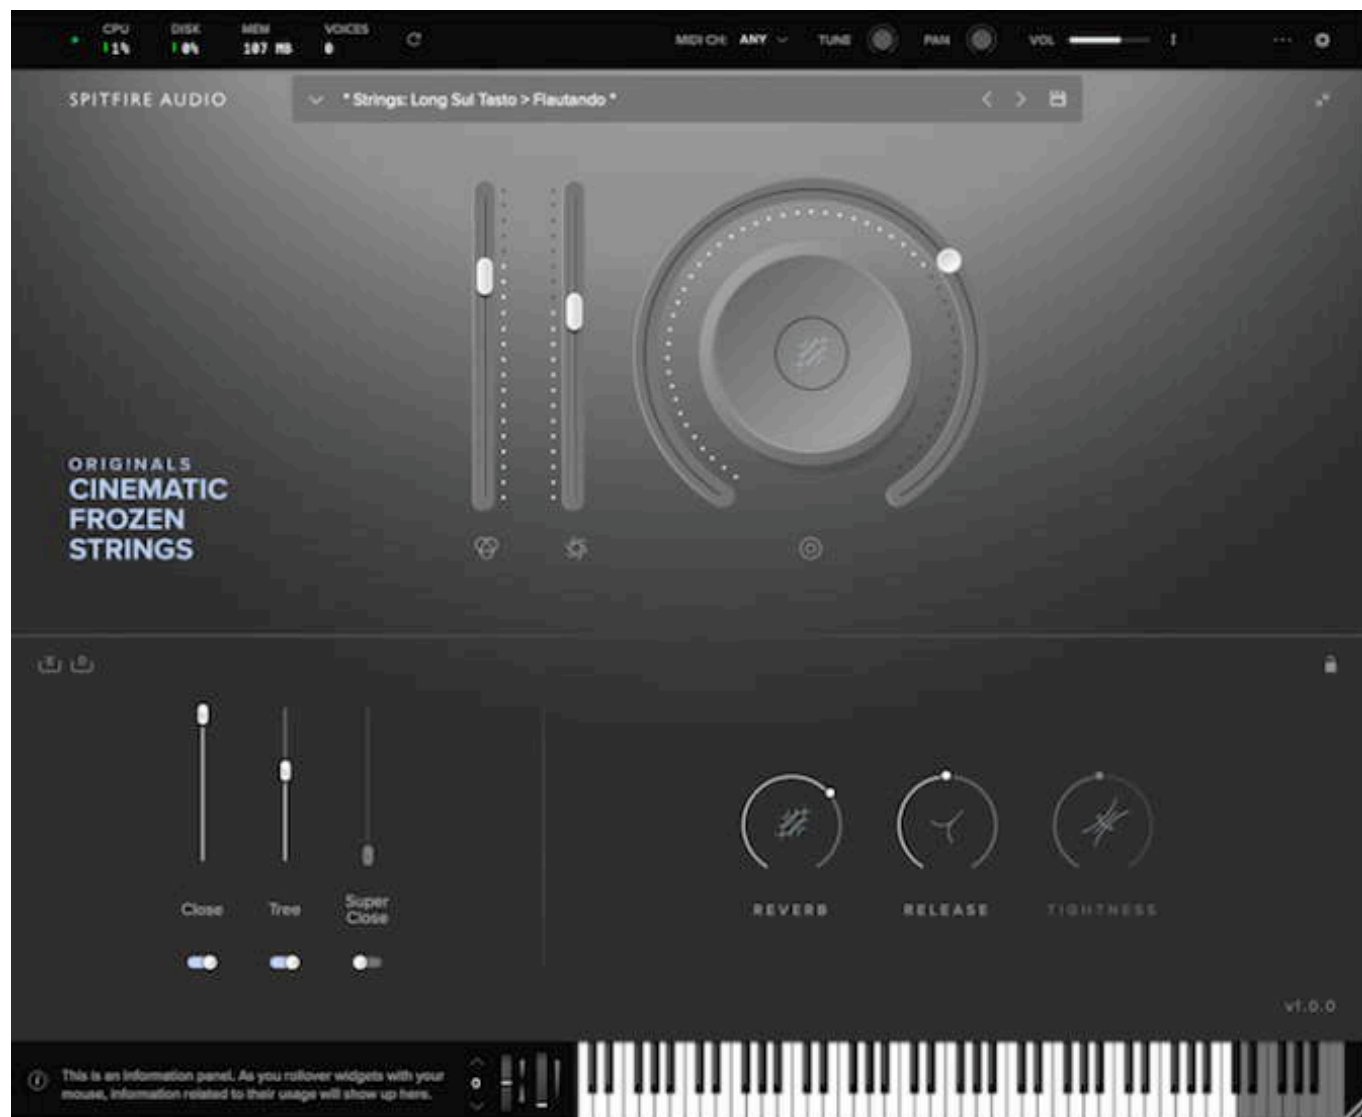 CPU
DISK
MEM
VOICES
1%
0%
107 MB
0
MIDI CH: ANY
TUNE
PAN
VOL
SPITFIRE AUDIO
* Strings: Long Sul Tasto > Flautando *
ORIGINALS
CINEMATIC
FROZEN
STRINGS
Close
Tree
Super
Close
REVERB
RELEASE
TIGHTNESS
v1.0.0
This is an information panel. As you rollover widgets with your
mouse, information related to their usage will show up here.
0